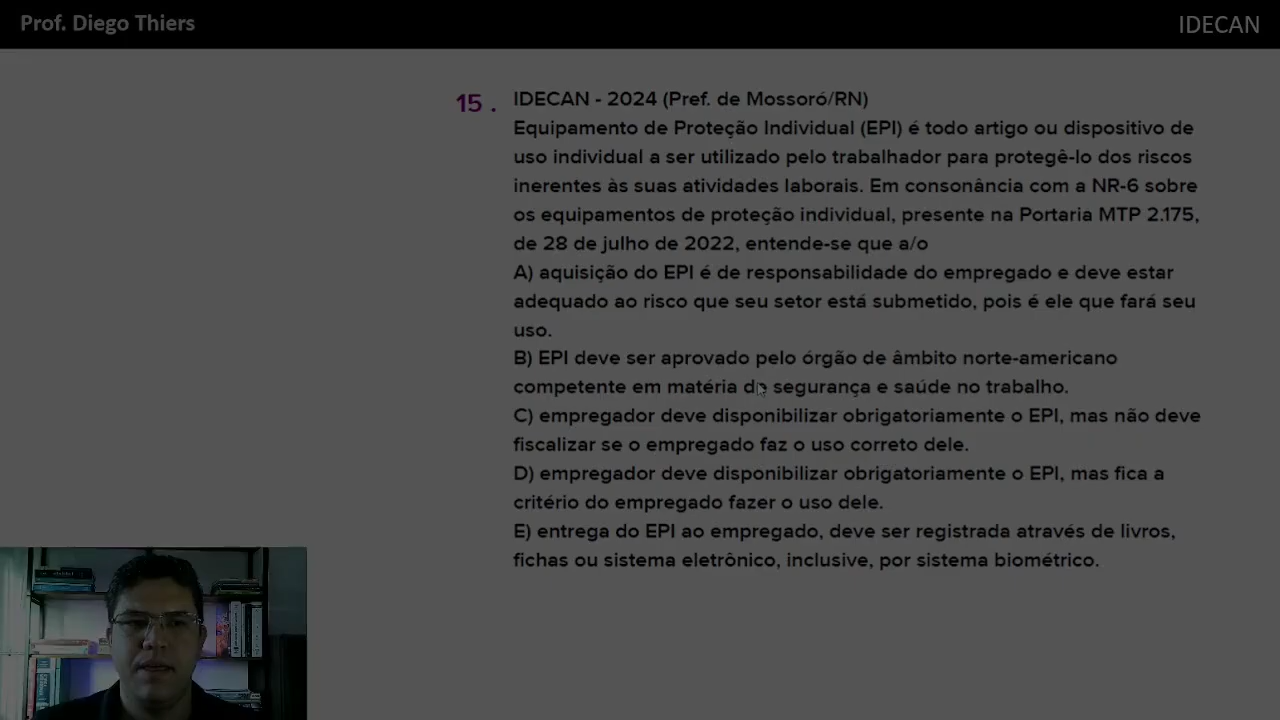 Prof. Diego Thiers
IDECAN
15 .
IDECAN - 2024 (Pref. de Mossoró/RN)
Equipamento de Proteção Individual (EPI) é todo artigo ou dispositivo de
uso individual a ser utilizado pelo trabalhador para protegê-lo dos riscos
inerentes às suas atividades laborais. Em consonância com a NR-6 sobre
os equipamentos de proteção individual, presente na Portaria MTP 2.175,
de 28 de julho de 2022, entende-se que a/o
A) aquisição do EPI é de responsabilidade do empregado e deve estar
adequado ao risco que seu setor está submetido, pois é ele que fará seu
uso.
B) EPI deve ser aprovado pelo órgão de âmbito norte-americano
competente em matéria de segurança e saúde no trabalho.
C) empregador deve disponibilizar obrigatoriamente o EPI, mas não deve
fiscalizar se o empregado faz o uso correto dele.
D) empregador deve disponibilizar obrigatoriamente o EPI, mas fica a
critério do empregado fazer o uso dele.
E) entrega do EPI ao empregado, deve ser registrada através de livros,
fichas ou sistema eletrônico, inclusive, por sistema biométrico.